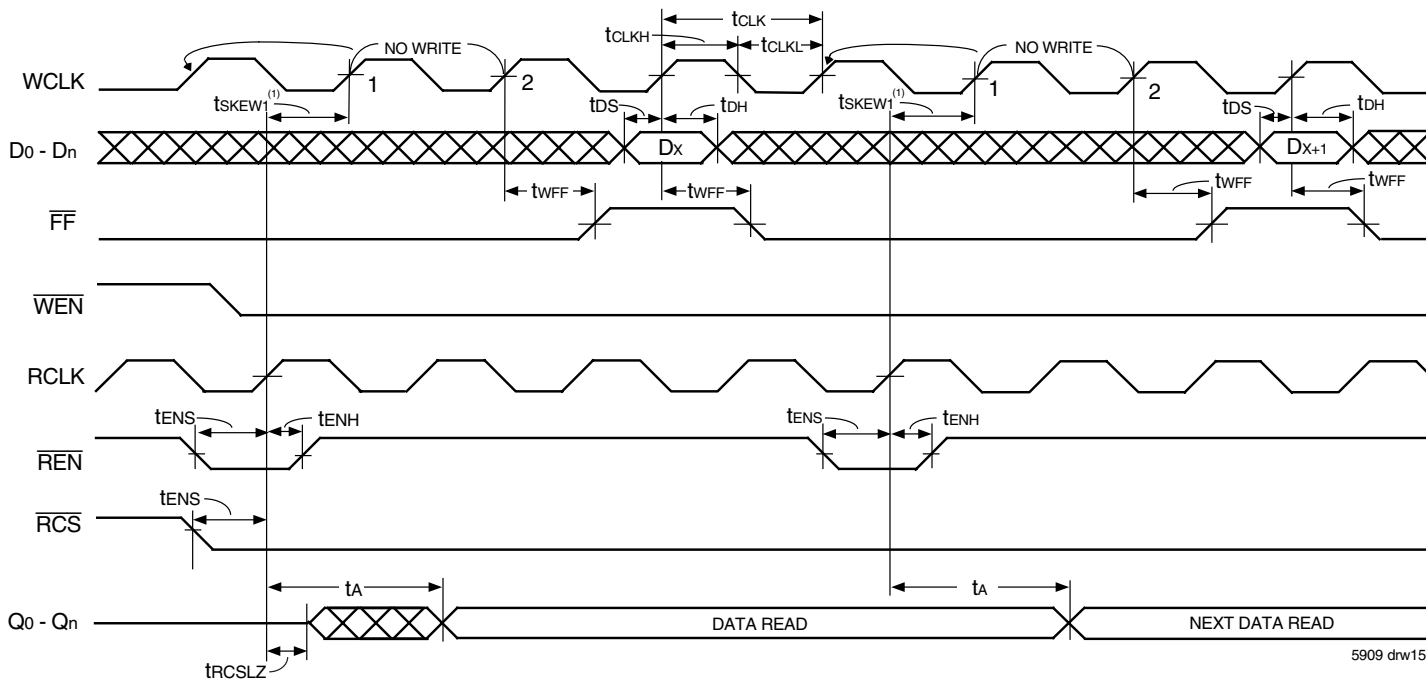 tCLK
tCLKH tCLKL
NO WRITE NO WRITE
WCLK 1 2 1 2
tSKEW1(1) tDS tDH tSKEW1(1) tDS tDH
D0 - Dn DX DX+1
tWFF tWFF tWFF tWFF
FF
WEN
RCLK
tENS tENH tENS tENH
REN
tENS
RCS
tA tA
Q0 - Qn DATA READ NEXT DATA READ
tRCSLZ
5909 drw15